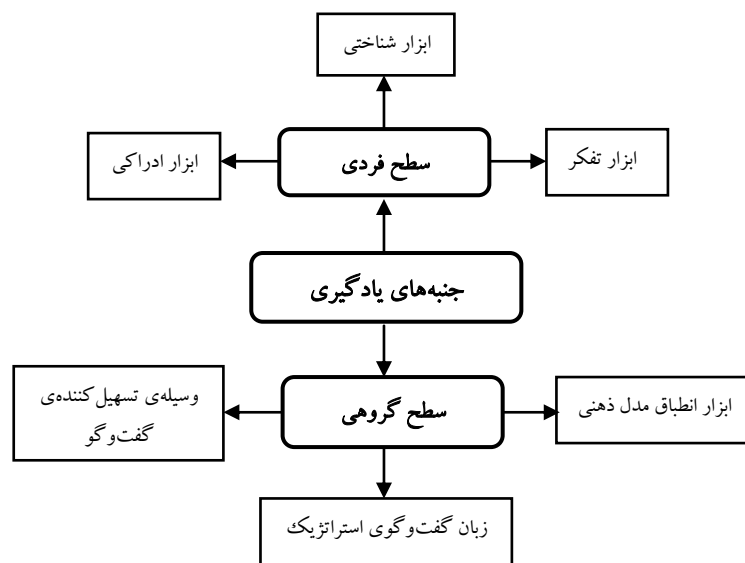 ابزار شناختی
ابزار تفکر
سطح فردی
ابزار ادراکی
جنبه‌های یادگیری
ابزار انطباق مدل ذهنی
سطح گروهی
وسیله‌ی تسهیل‌کننده‌ی
گفت‌وگو
زبان گفت‌وگوی استراتژیک